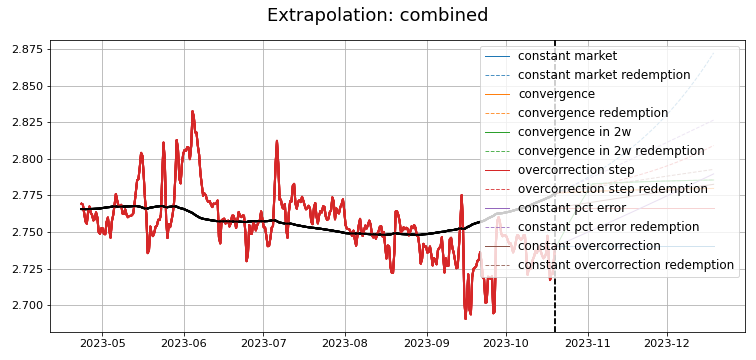 Extrapolation: combined
2.875
2.850
2.825
2.800
2.775
2.750
2.725
2.700
constant market
constant market redemption
convergence
convergence redemption
convergence in 2w
convergence in 2w redemption
overcorrection step
overcorrection step redemption
constant pct error
constant pct error redemption
constant overcorrection
constant overcorrection redemption
2023-05 2023-06 2023-07 2023-08 2023-09 2023-10 2023-11 2023-12